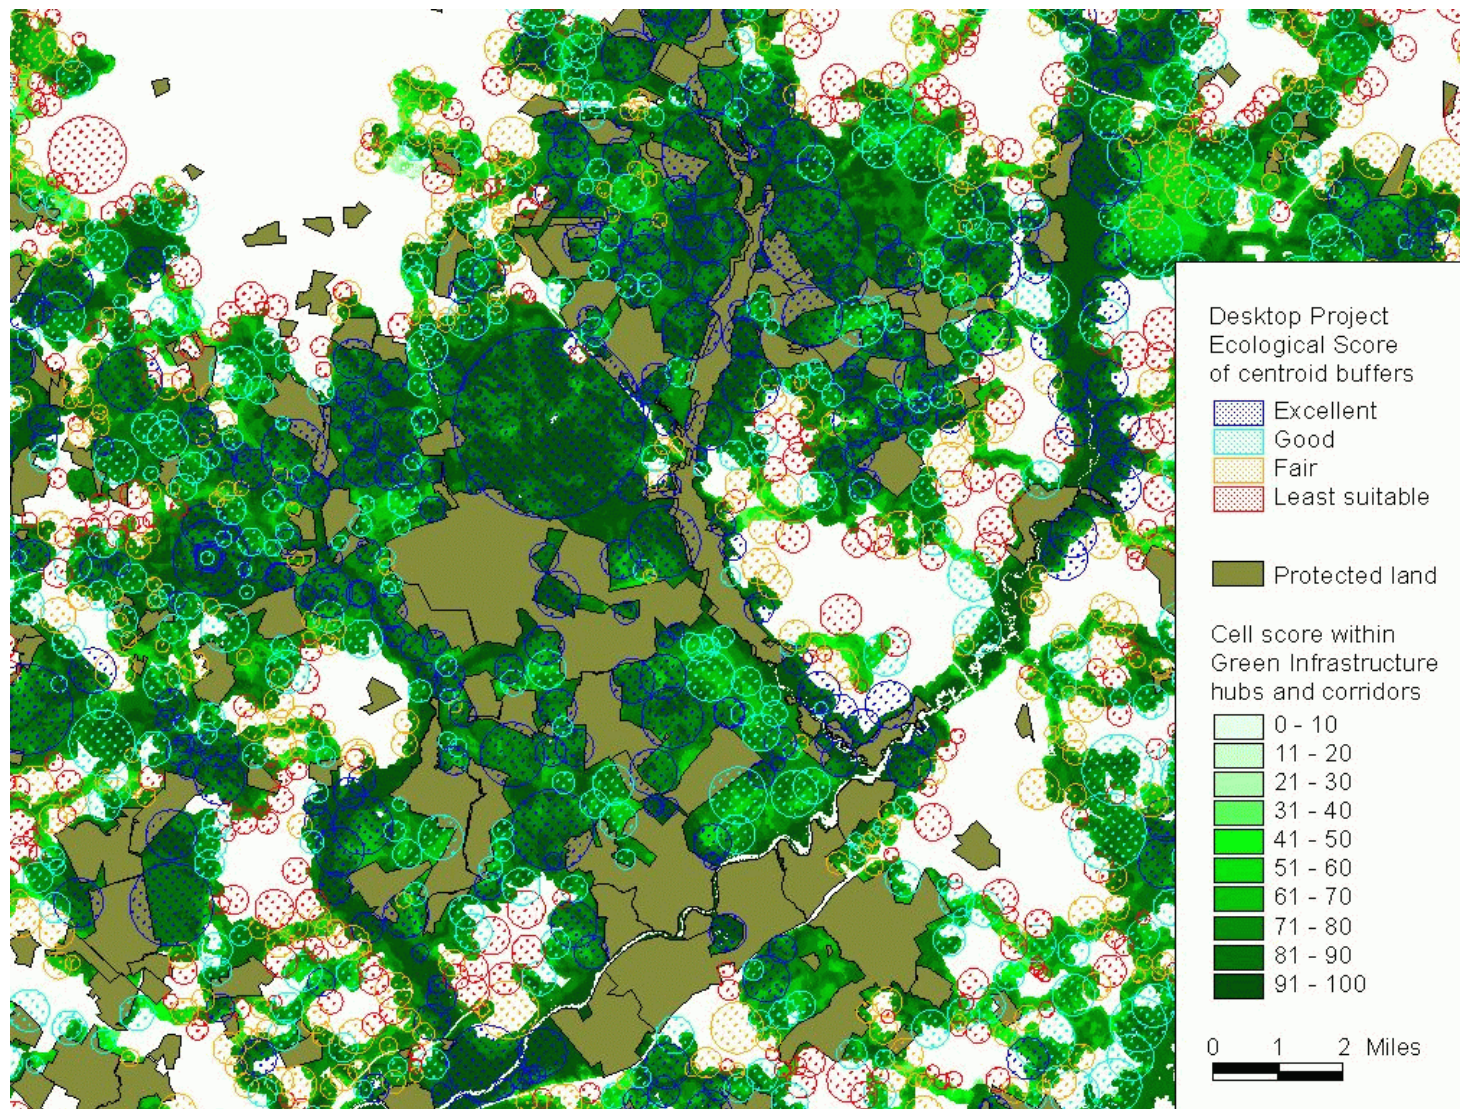 Desktop Project
Ecological Score
of centroid buffers
Excellent
Good
Fair
Least suitable
Protected land
Cell score within
Green Infrastructure
hubs and corridors
0 - 10
11 - 20
21 - 30
31 - 40
41 - 50
51 - 60
61 - 70
71 - 80
81 - 90
91 - 100
0 1 2 Miles